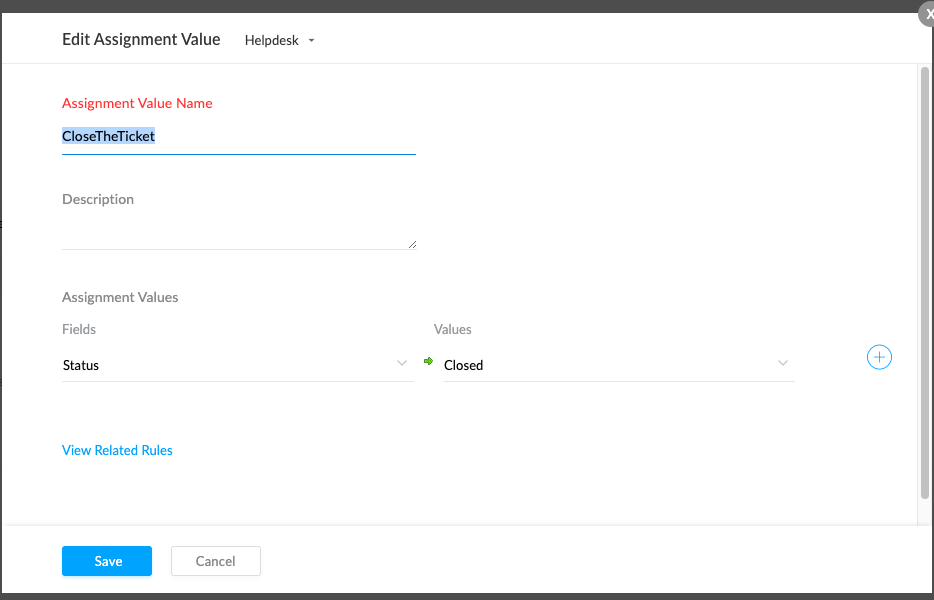 X
Edit Assignment Value Helpdesk
Assignment Value Name
CloseTheTicket
Description
Assignment Values
Fields Values
Status Closed
View Related Rules
Save Cancel